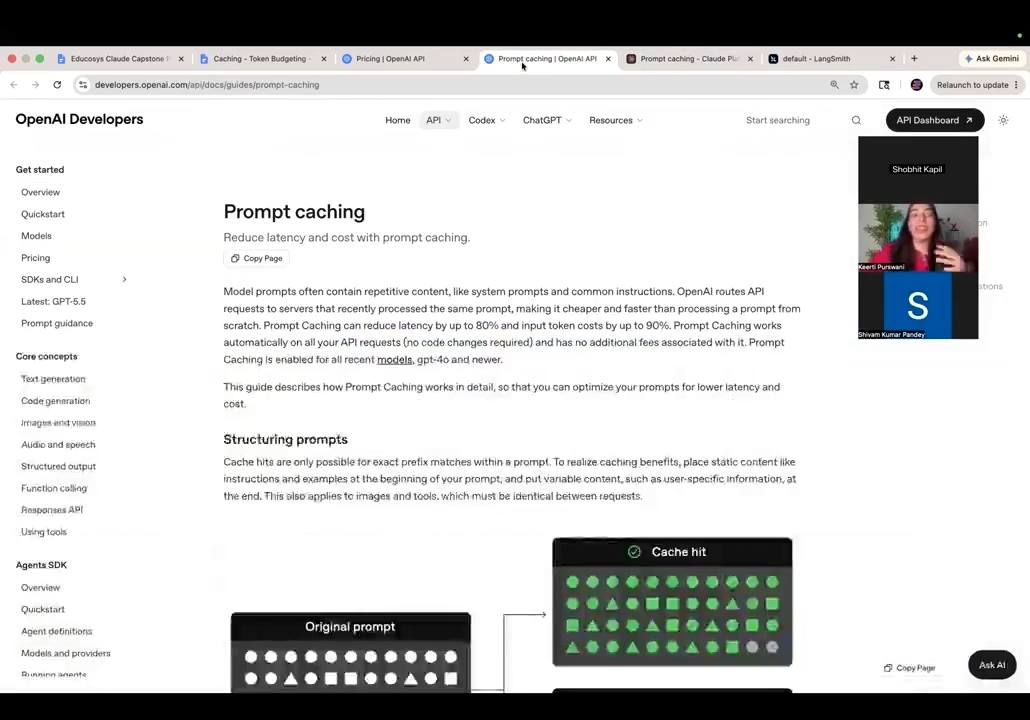 Educosys Claude Capstone
Caching - Token Budgeting -
Pricing | OpenAI API
Prompt caching | OpenAI API
Prompt caching - Claude Pla
default - LangSmith
Ask Gemini
developers.openai.com/api/docs/guides/prompt-caching
Relaunch to update
OpenAI Developers
Home
API
Codex
ChatGPT
Resources
Start searching
API Dashboard
Get started
Overview
Quickstart
Models
Pricing
SDKs and CLI
Latest: GPT-5.5
Prompt guidance
Core concepts
Text generation
Code generation
Images and vision
Audio and speech
Structured output
Function calling
Responses API
Using tools
Agents SDK
Overview
Quickstart
Agent definitions
Models and providers
Running agents
Prompt caching
Reduce latency and cost with prompt caching.
Copy Page
Model prompts often contain repetitive content, like system prompts and common instructions. OpenAI routes API
requests to servers that recently processed the same prompt, making it cheaper and faster than processing a prompt from
scratch. Prompt Caching can reduce latency by up to 80% and input token costs by up to 90%. Prompt Caching works
automatically on all your API requests (no code changes required) and has no additional fees associated with it. Prompt
Caching is enabled for all recent models, gpt-4o and newer.
This guide describes how Prompt Caching works in detail, so that you can optimize your prompts for lower latency and
cost.
Structuring prompts
Cache hits are only possible for exact prefix matches within a prompt. To realize caching benefits, place static content like
instructions and examples at the beginning of your prompt, and put variable content, such as user-specific information, at
the end. This also applies to images and tools, which must be identical between requests.
Original prompt
Cache hit
Shobhit Kapil
Keerti Purswani
S
Shivam Kumar Pandey
Copy Page
Ask AI